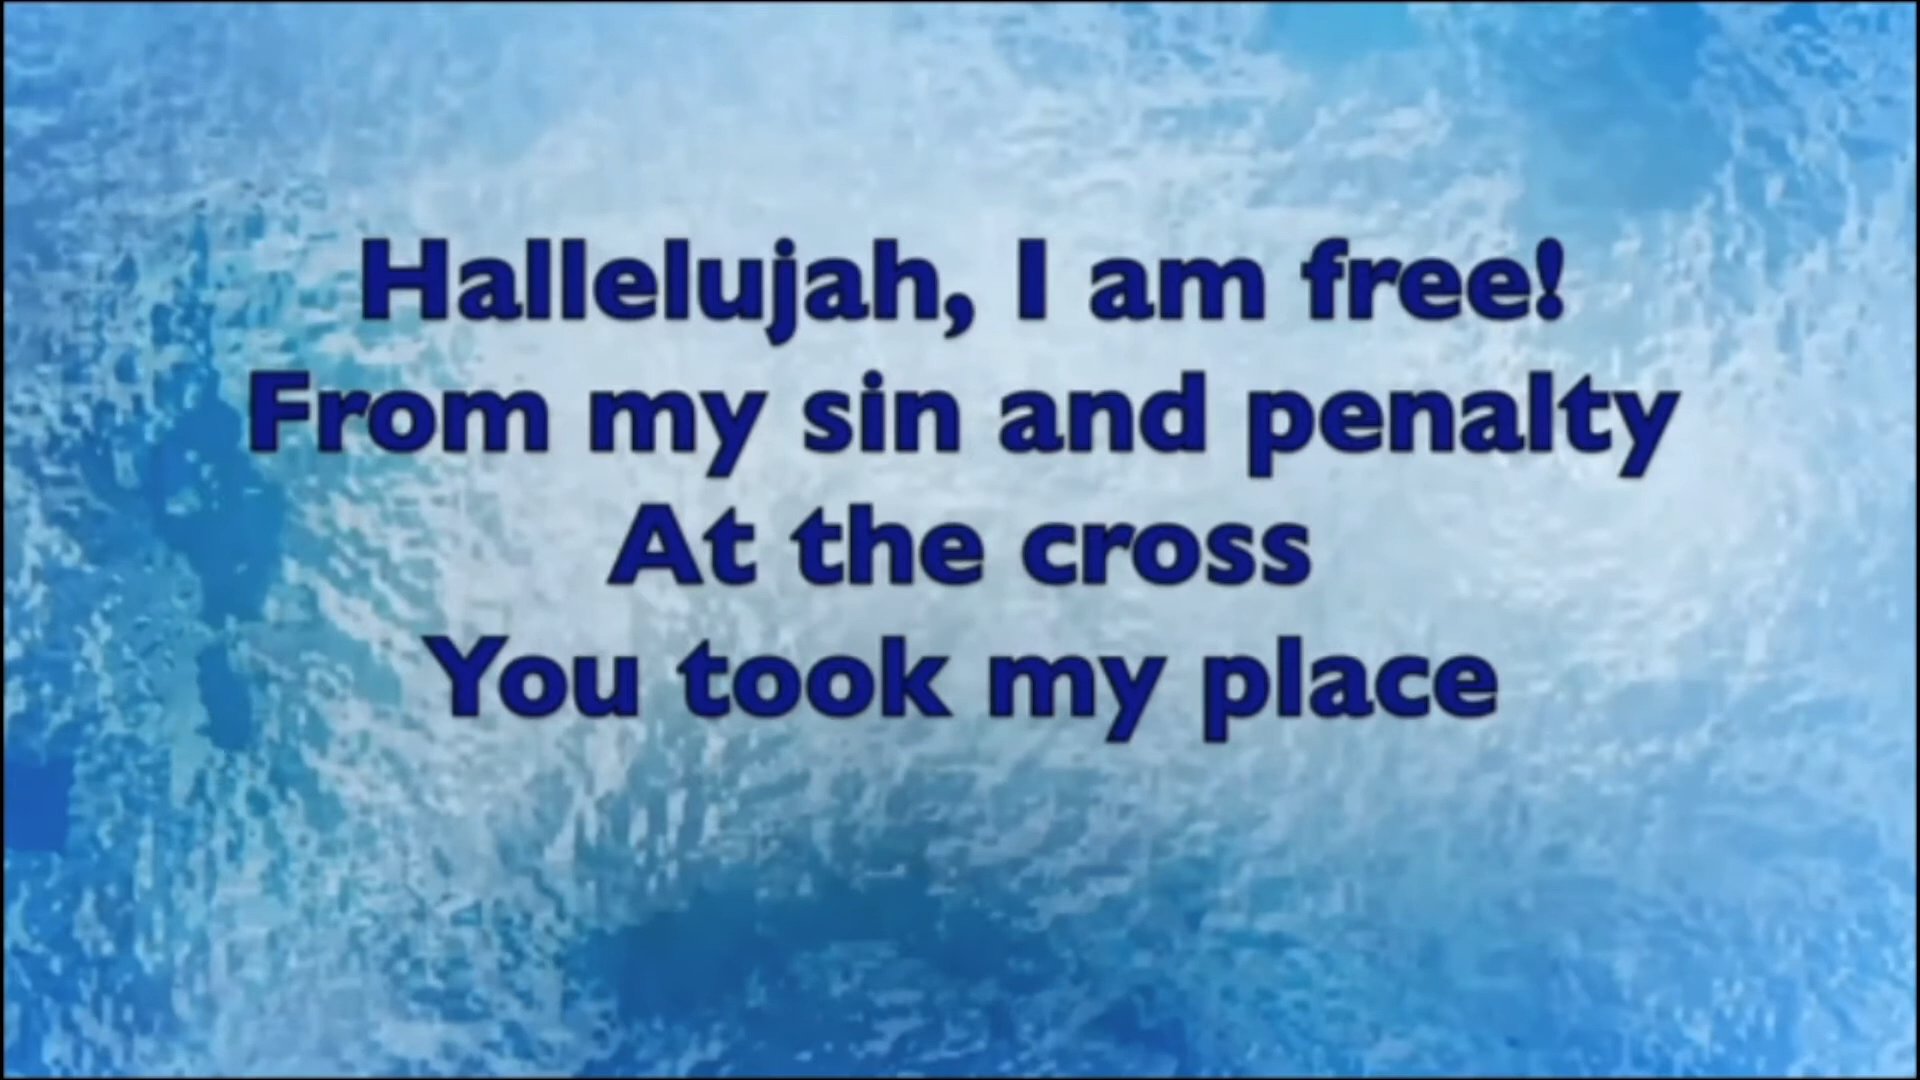 Hallelujah, I am free!
From my sin and penalty
At the cross
You took my place